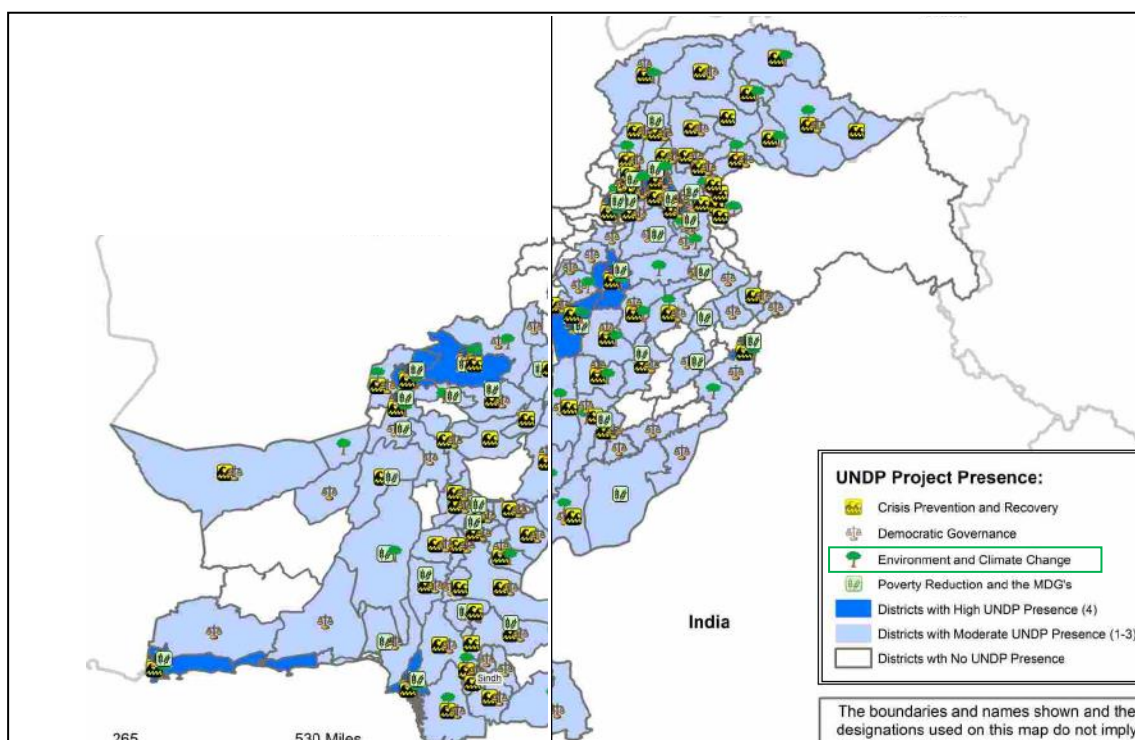 Sindh
265
530 Miles
India
UNDP Project Presence:
Crisis Prevention and Recovery
Democratic Governance
Environment and Climate Change
Poverty Reduction and the MDG's
Districts with High UNDP Presence (4)
Districts with Moderate UNDP Presence (1-3)
Districts wth No UNDP Presence
The boundaries and names shown and the
designations used on this map do not imply